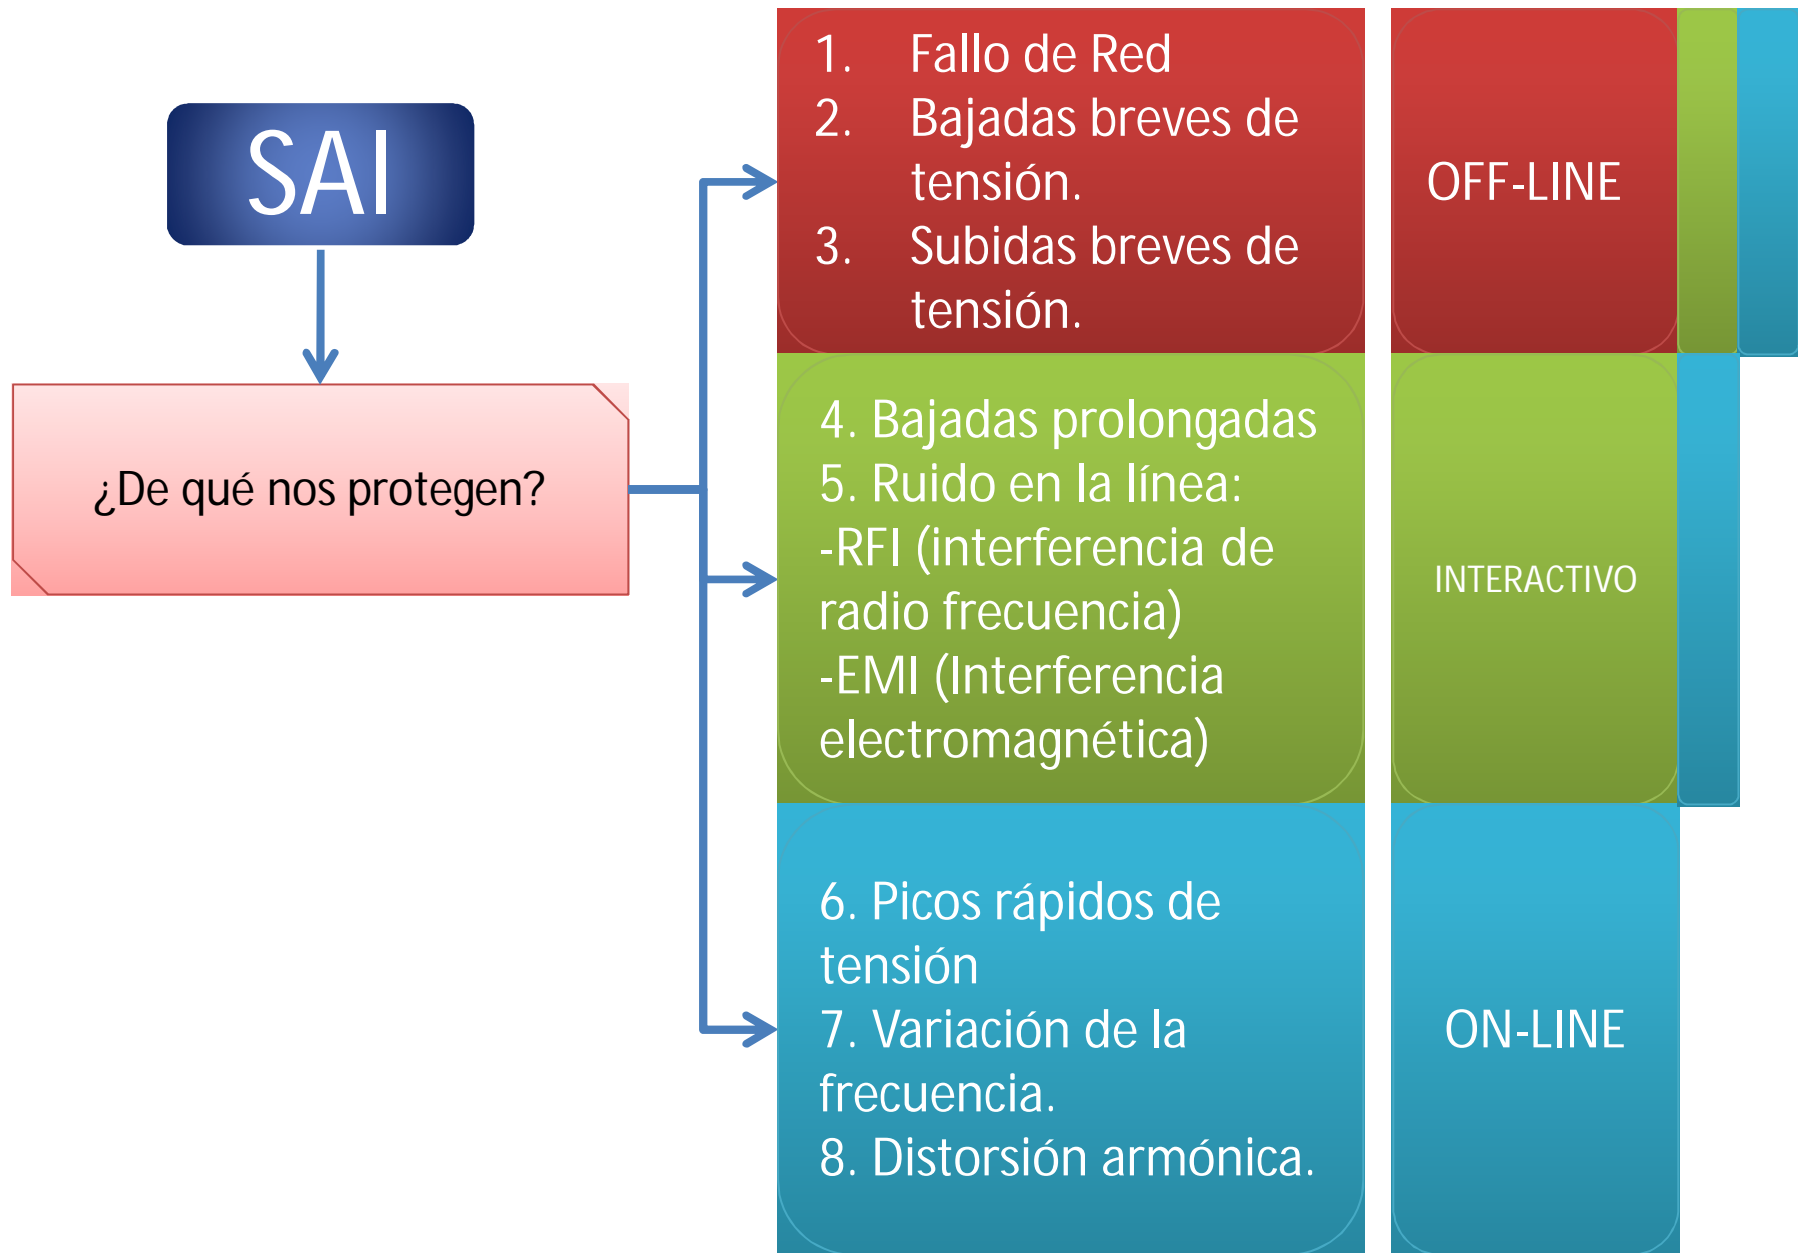 SAI
¿De qué nos protegen?
1. Fallo de Red
2. Bajadas breves de
tensión.
3. Subidas breves de
tensión.
OFF-LINE
4. Bajadas prolongadas
5. Ruido en la línea:
-RFI (interferencia de
radio frecuencia)
-EMI (Interferencia
electromagnética)
INTERACTIVO
6. Picos rápidos de
tensión
7. Variación de la
frecuencia.
8. Distorsión armónica.
ON-LINE